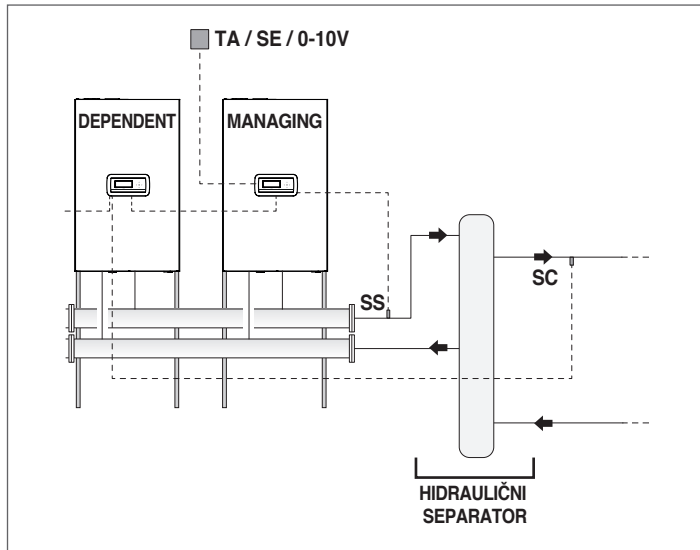 TA / SE / 0-10V
DEPENDENT
MANAGING
SS
SC
HIDRAULIČNI
SEPARATOR